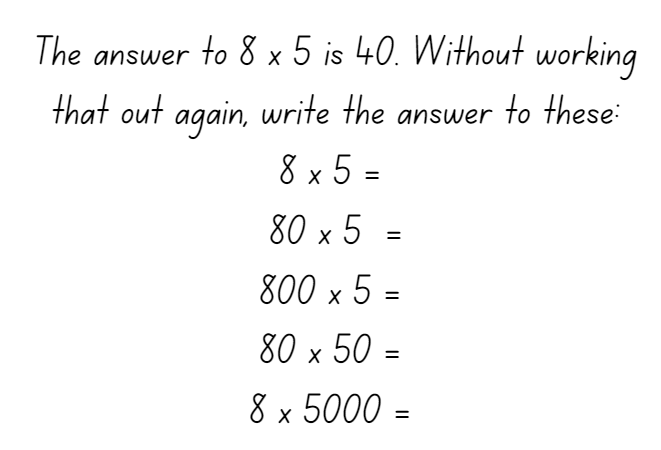 The answer to 8 x 5 is 40. Without working
that out again, write the answer to these:
8 x 5 =
80 x 5 =
800 x 5 =
80 x 50 =
8 x 5000 =